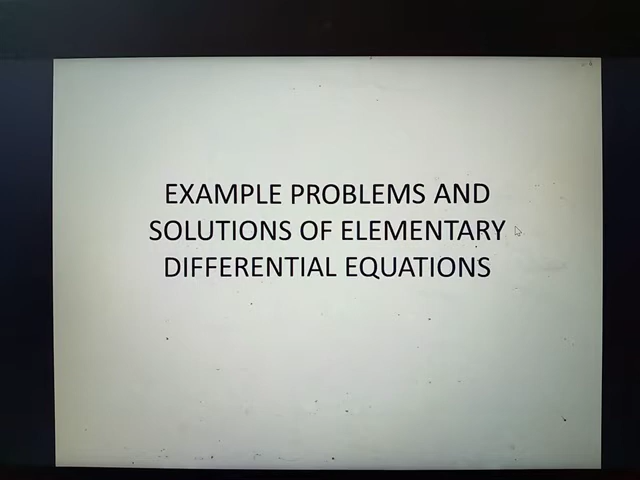 EXAMPLE PROBLEMS AND
SOLUTIONS OF ELEMENTARY
DIFFERENTIAL EQUATIONS